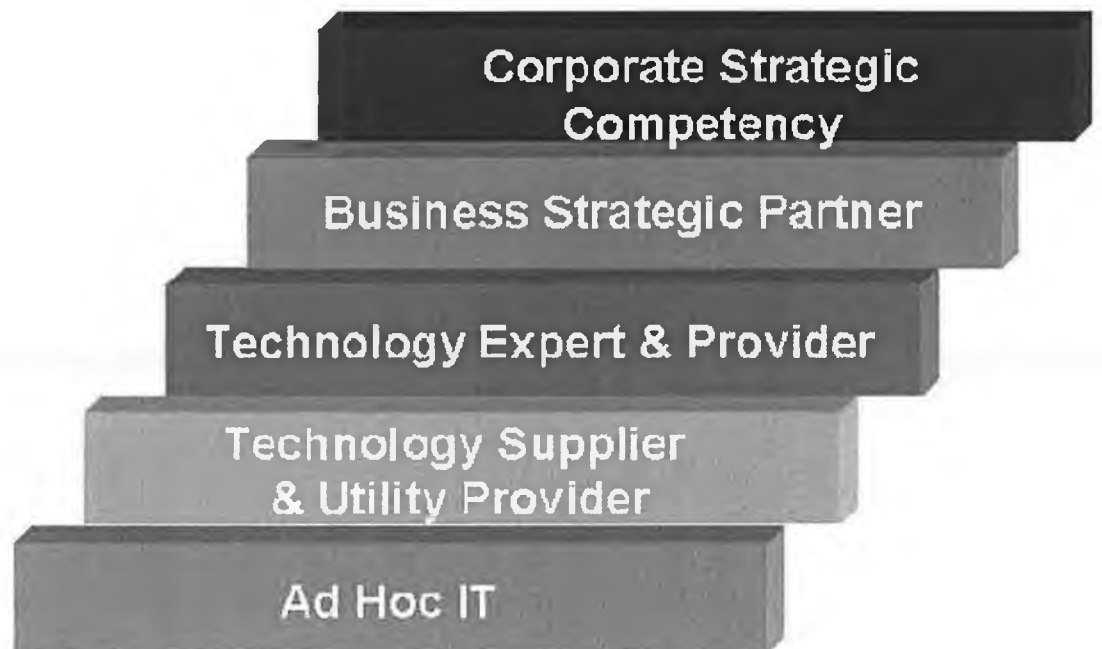 Corporate Strategic
Competency
Business Strategic Partner
Technology Expert & Provider
Technology Supplier
& Utility Provider
Ad Hoc IT